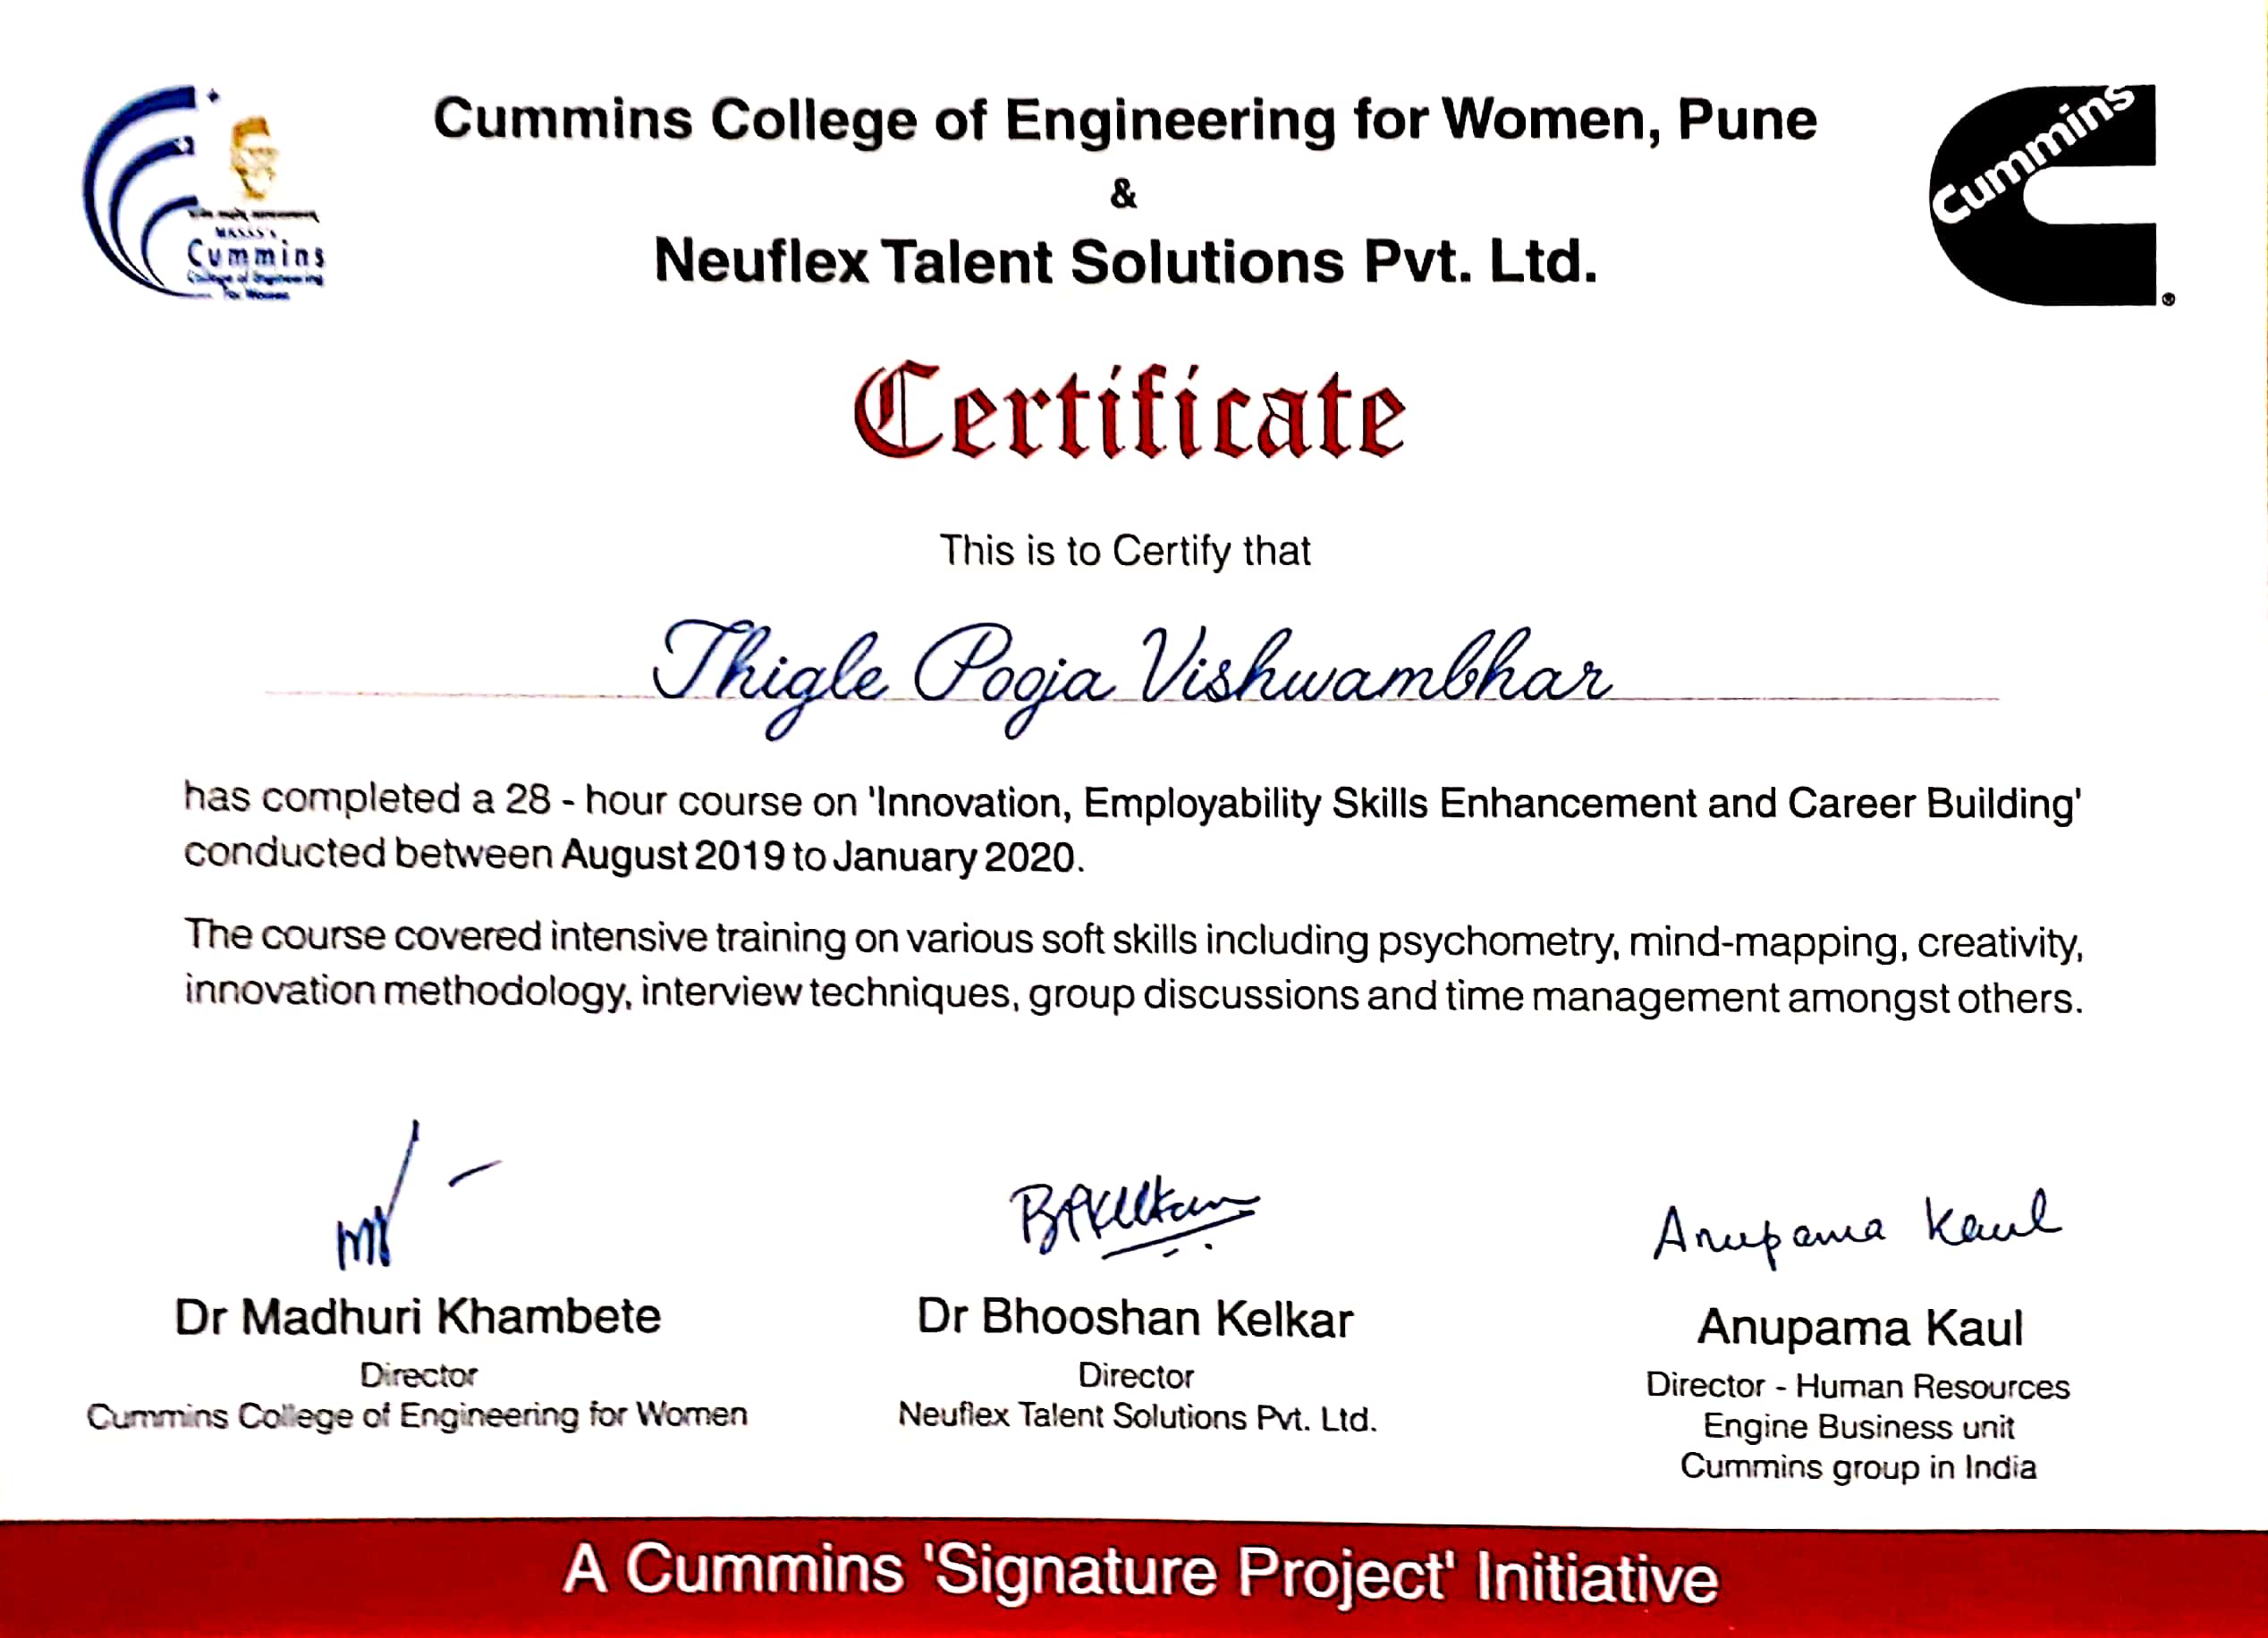 Cummins College of Engineering for Women, Pune
&
Neuflex Talent Solutions Pvt. Ltd.
Cummins
College of Engineering
For Women
Cummins
Certificate
This is to Certify that
Thigle Pooja Vishwambhar
has completed a 28 - hour course on 'Innovation, Employability Skills Enhancement and Career Building'
conducted between August 2019 to January 2020.
The course covered intensive training on various soft skills including psychometry, mind-mapping, creativity,
innovation methodology, interview techniques, group discussions and time management amongst others.
Anupama Kaul
Dr Madhuri Khambete
Director
Cummins College of Engineering for Women
Dr Bhooshan Kelkar
Director
Neuflex Talent Solutions Pvt. Ltd.
Anupama Kaul
Director - Human Resources
Engine Business unit
Cummins group in India
A Cummins 'Signature Project' Initiative